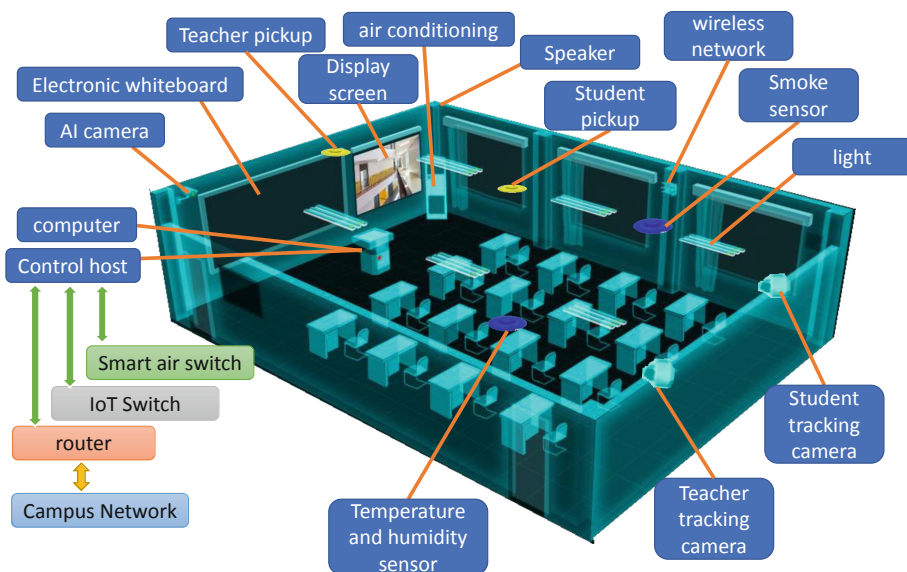 Teacher pickup
air conditioning
wireless
network
Electronic whiteboard
Display
screen
Speaker
Student
pickup
Smoke
sensor
AI camera
light
computer
Control host
Smart air switch
IoT Switch
router
Campus Network
Student
tracking
camera
Temperature
and humidity
sensor
Teacher
tracking
camera